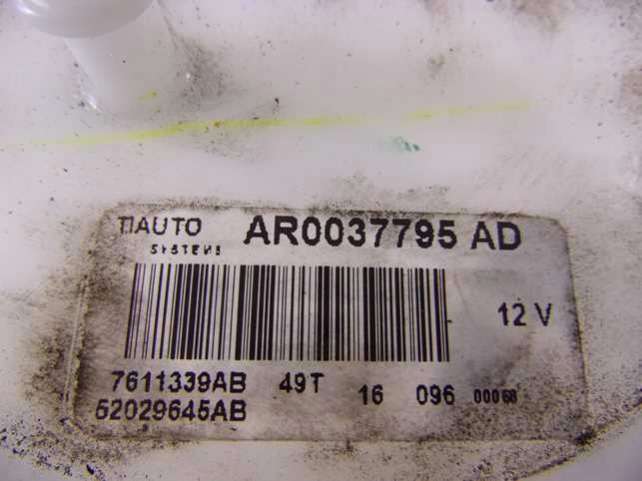 TIAUTO AR0037795 AD
SYSTEMS
12 V
7611339AB 49T 16 096 00068
52029645AB